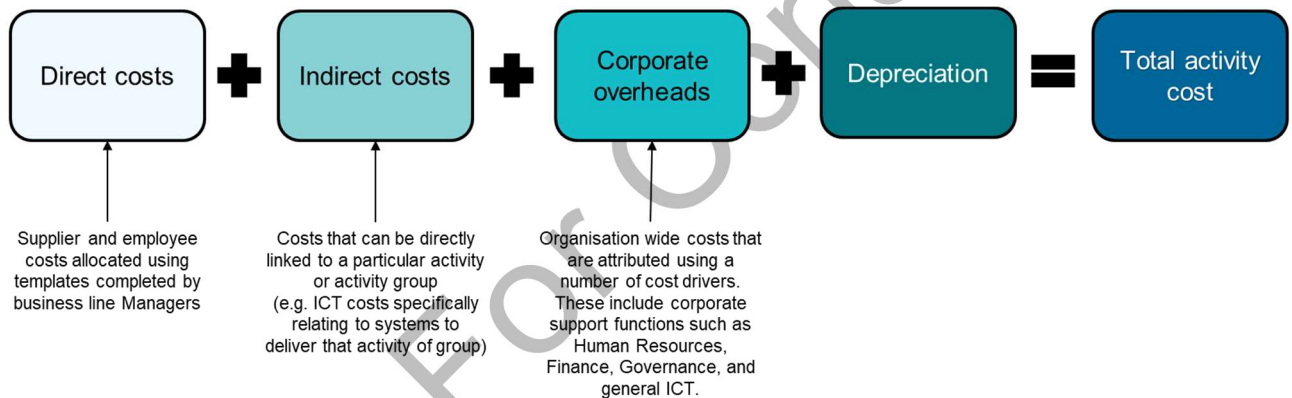 Direct costs
Indirect costs
Corporate
overheads
Depreciation
Total activity
cost
Supplier and employee
costs allocated using
templates completed by
business line Managers
Costs that can be directly
linked to a particular activity
or activity group
(e.g. ICT costs specifically
relating to systems to
deliver that activity of group)
Organisation wide costs that
are attributed using a
number of cost drivers.
These include corporate
support functions such as
Human Resources,
Finance, Governance, and
general ICT.
For